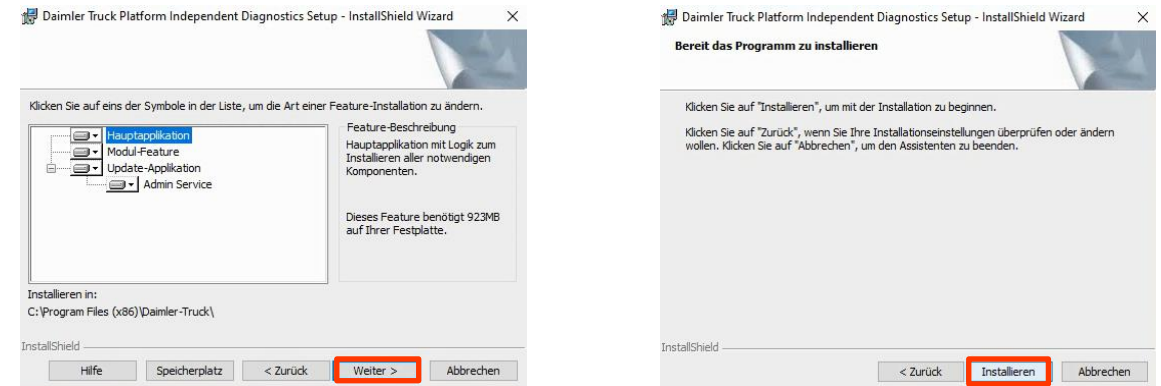 Daimler Truck Platform Independent Diagnostics Setup - InstallShield Wizard
Klicken Sie auf eins der Symbole in der Liste, um die Art einer Feature-Installation zu ändern.
Hauptapplikation
Modul-Feature
Update-Applikation
Admin Service
Feature-Beschreibung
Hauptapplikation mit Logik zum
Installieren aller notwendigen
Komponenten.
Dieses Feature benötigt 923MB
auf Ihrer Festplatte.
Installieren in:
C:\Program Files (x86)\Daimler-Truck\
InstallShield
Hilfe
Speicherplatz
< Zurück
Weiter >
Abbrechen
Daimler Truck Platform Independent Diagnostics Setup - InstallShield Wizard
Bereit das Programm zu installieren
Klicken Sie auf "Installieren", um mit der Installation zu beginnen.
Klicken Sie auf "Zurück", wenn Sie Ihre Installationseinstellungen überprüfen oder ändern
wollen. Klicken Sie auf "Abbrechen", um den Assistenten zu beenden.
InstallShield
< Zurück
Installieren
Abbrechen